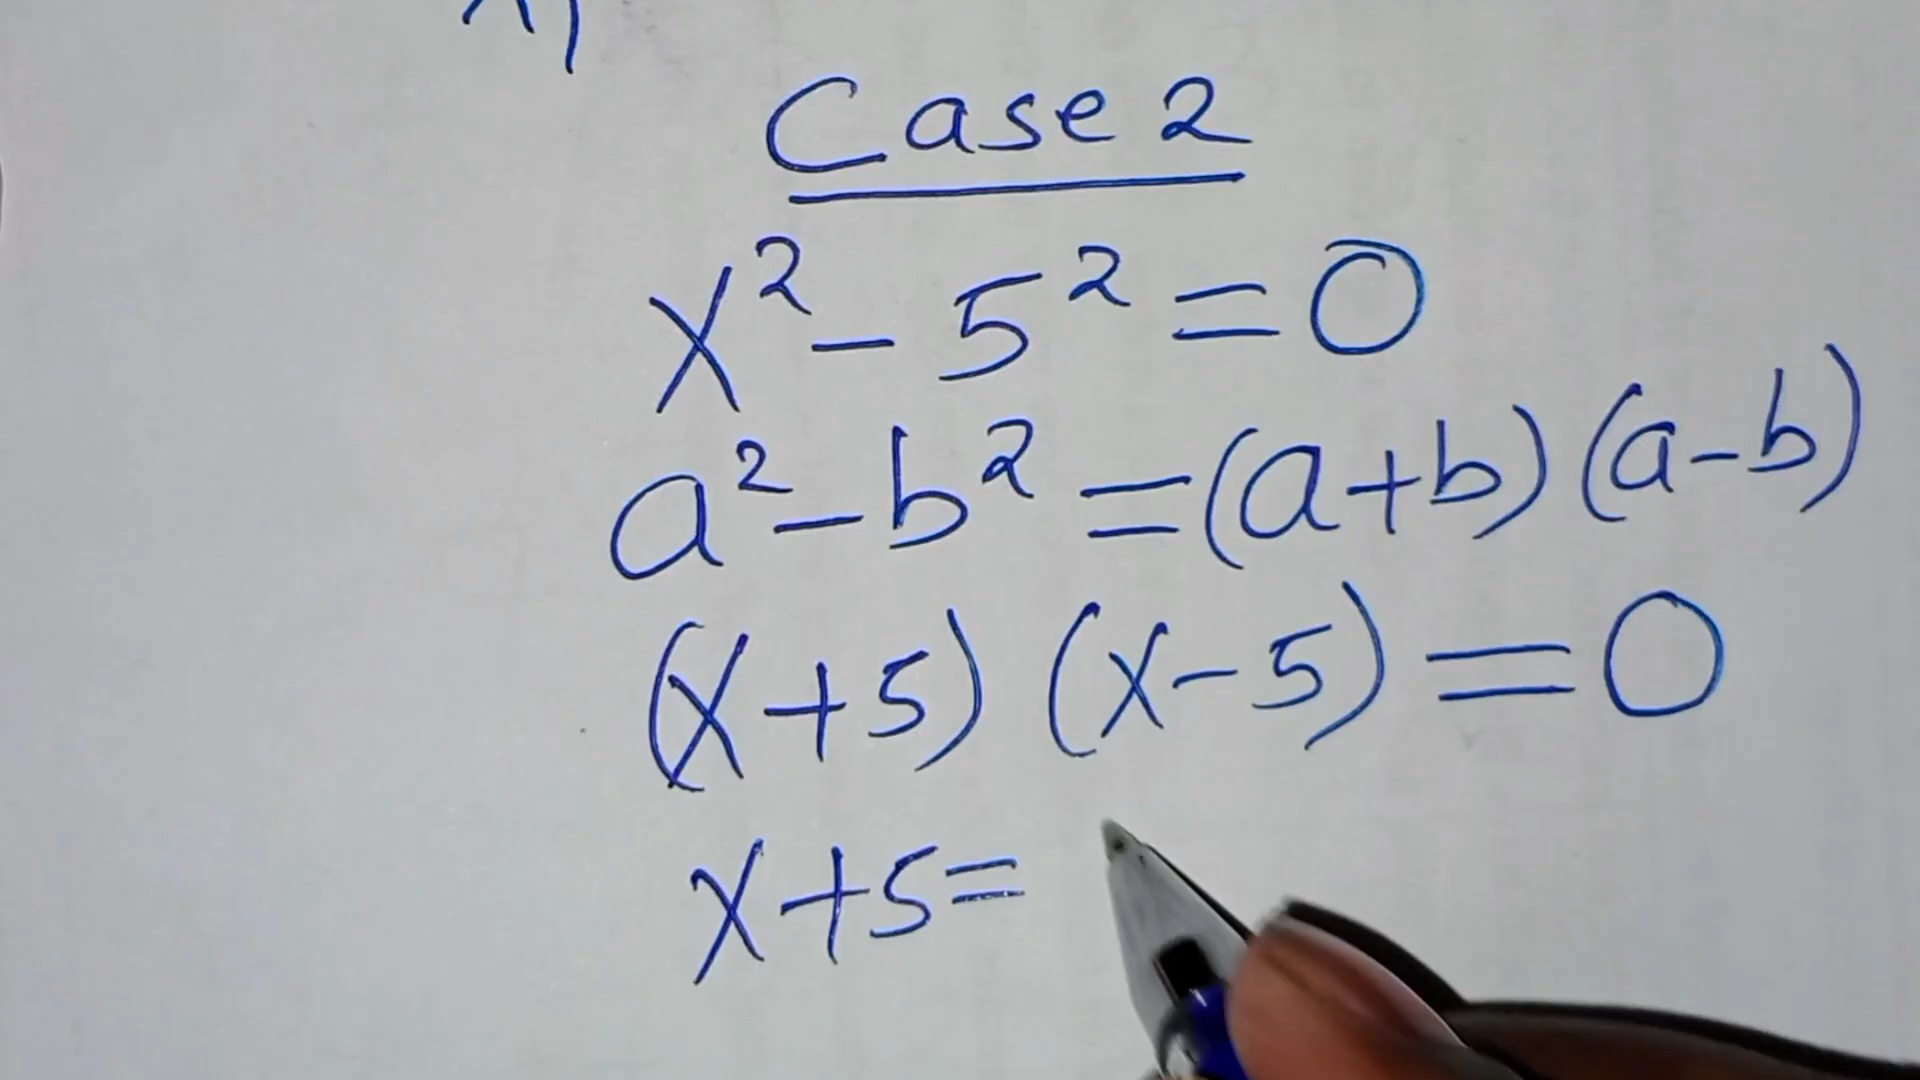 Case 2
x² - 5² = 0
a² - b² = (a+b)(a-b)
(x+5)(x-5) = 0
x+5=